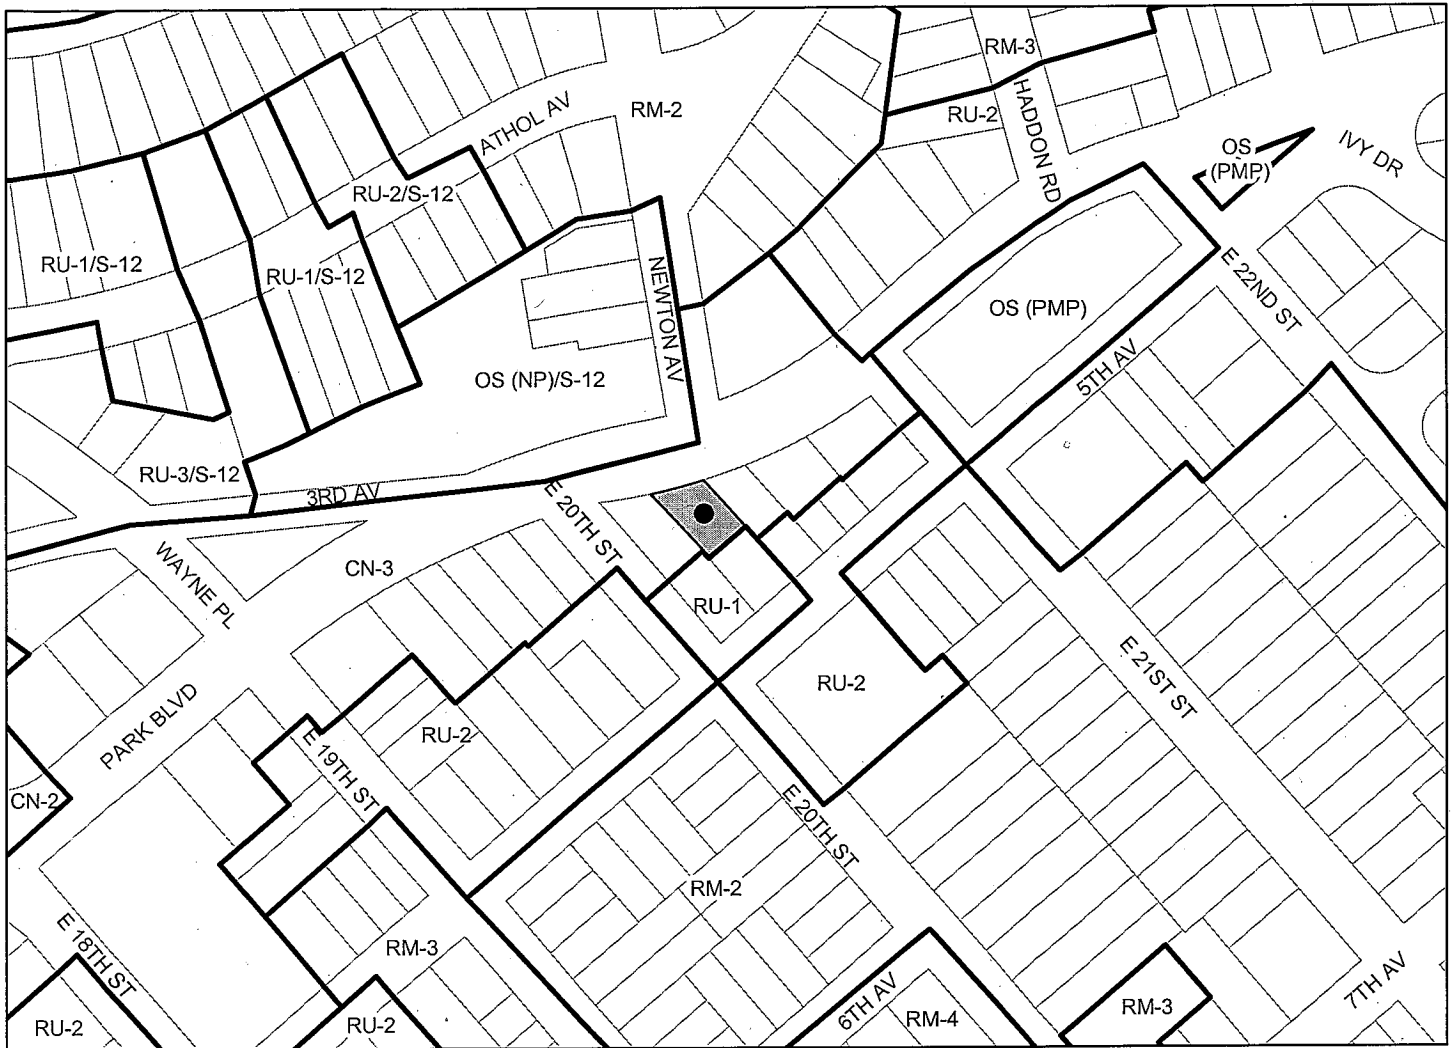 RM-3
ATHOL AV
RM-2
RU-2
HADDON RD
OS
(PMP)
IVY DR
RU-2/S-12
RU-1/S-12
RU-1/S-12
NEWTON AV
E 22ND ST
OS (PMP)
OS (NP)/S-12
5TH AV
RU-3/S-12
3RD AV
E 20TH ST
WAYNE PL
CN-3
RU-1
E 21ST ST
RU-2
PARK BLVD
RU-2
E 19TH ST
CN-2
E 20TH ST
RM-2
E 18TH ST
RM-3
7TH AV
6TH AV
RM-3
RU-2
RU-2
RM-4